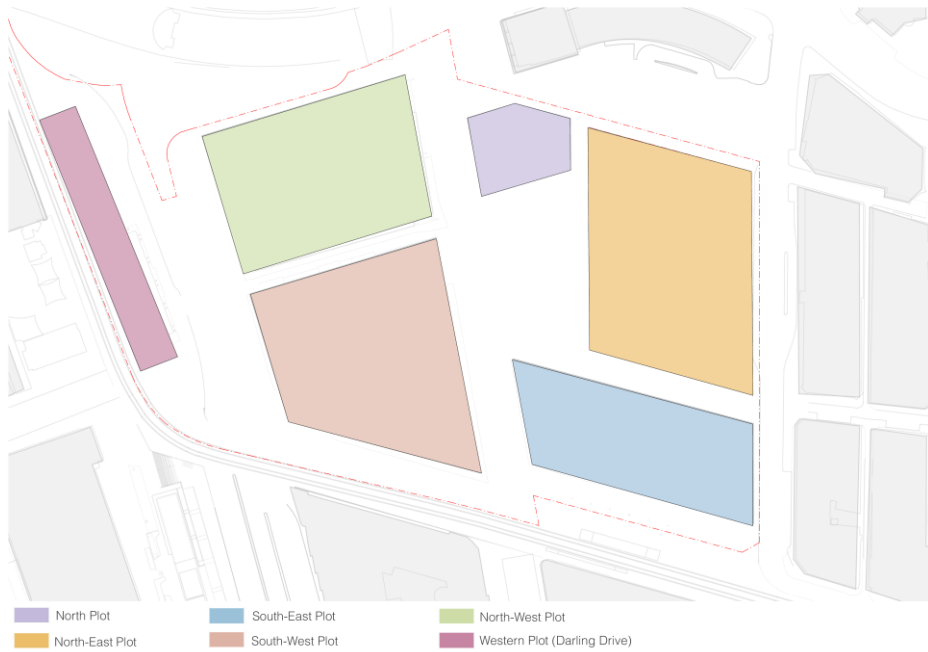 North Plot
South-East Plot
North-West Plot
North-East Plot
South-West Plot
Western Plot (Darling Drive)